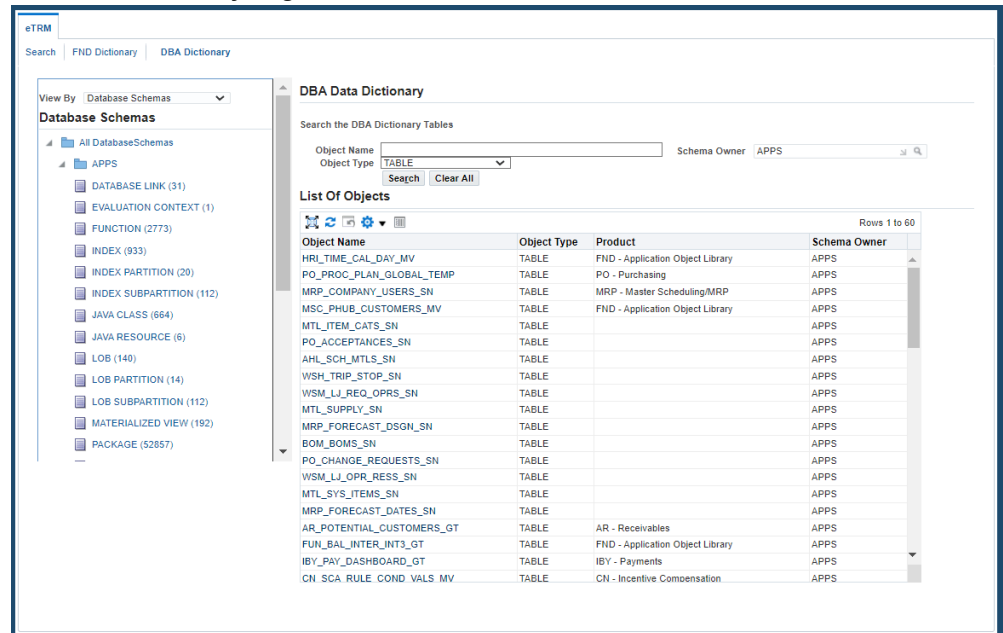 eTRM
Search FND Dictionary DBA Dictionary
View By Database Schemas
Database Schemas
All DatabaseSchemas
APPS
DATABASE LINK (31)
EVALUATION CONTEXT (1)
FUNCTION (2773)
INDEX (933)
INDEX PARTITION (20)
INDEX SUBPARTITION (112)
JAVA CLASS (664)
JAVA RESOURCE (6)
LOB (140)
LOB PARTITION (14)
LOB SUBPARTITION (112)
MATERIALIZED VIEW (192)
PACKAGE (52857)
DBA Data Dictionary
Search the DBA Dictionary Tables
Object Name Schema Owner APPS
Object Type TABLE
Search Clear All
List Of Objects
Rows 1 to 60
Object Name Object Type Product Schema Owner
HRI_TIME_CAL_DAY_MV TABLE FND - Application Object Library APPS
PO_PROC_PLAN_GLOBAL_TEMP TABLE PO - Purchasing APPS
MRP_COMPANY_USERS_SN TABLE MRP - Master Scheduling/MRP APPS
MSC_PHUB_CUSTOMERS_MV TABLE FND - Application Object Library APPS
MTL_ITEM_CATS_SN TABLE APPS
PO_ACCEPTANCES_SN TABLE APPS
AHL_SCH_MTLS_SN TABLE APPS
WSH_TRIP_STOP_SN TABLE APPS
WSM_LJ_REQ_OPRS_SN TABLE APPS
MTL_SUPPLY_SN TABLE APPS
MRP_FORECAST_DSGN_SN TABLE APPS
BOM_BOMS_SN TABLE APPS
PO_CHANGE_REQUESTS_SN TABLE APPS
WSM_LJ_OPR_RESS_SN TABLE APPS
MTL_SYS_ITEMS_SN TABLE APPS
MRP_FORECAST_DATES_SN TABLE APPS
AR_POTENTIAL_CUSTOMERS_GT TABLE AR - Receivables APPS
FUN_BAL_INTER_INT3_GT TABLE FND - Application Object Library APPS
IBY_PAY_DASHBOARD_GT TABLE IBY - Payments APPS
CN_SCA_RULE_COND_VALS_MV TABLE CN - Incentive Compensation APPS